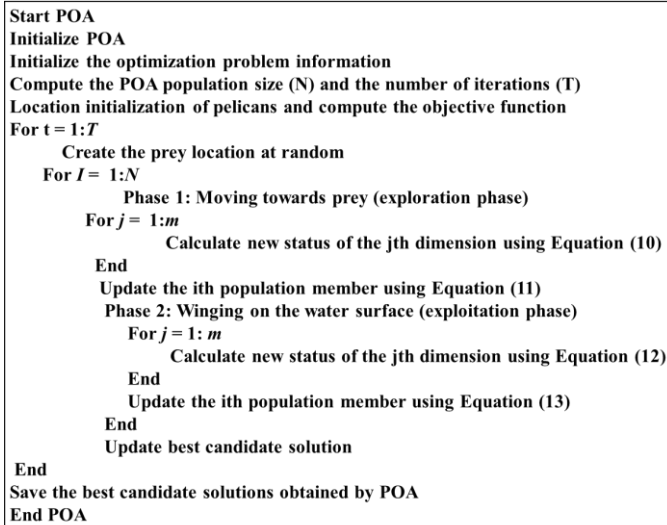 Start POA
Initialize POA
Initialize the optimization problem information
Compute the POA population size (N) and the number of iterations (T)
Location initialization of pelicans and compute the objective function
For t = 1:T
Create the prey location at random
For I = 1:N
Phase 1: Moving towards prey (exploration phase)
For j = 1:m
Calculate new status of the jth dimension using Equation (10)
End
Update the ith population member using Equation (11)
Phase 2: Winging on the water surface (exploitation phase)
For j = 1: m
Calculate new status of the jth dimension using Equation (12)
End
Update the ith population member using Equation (13)
End
Update best candidate solution
End
Save the best candidate solutions obtained by POA
End POA